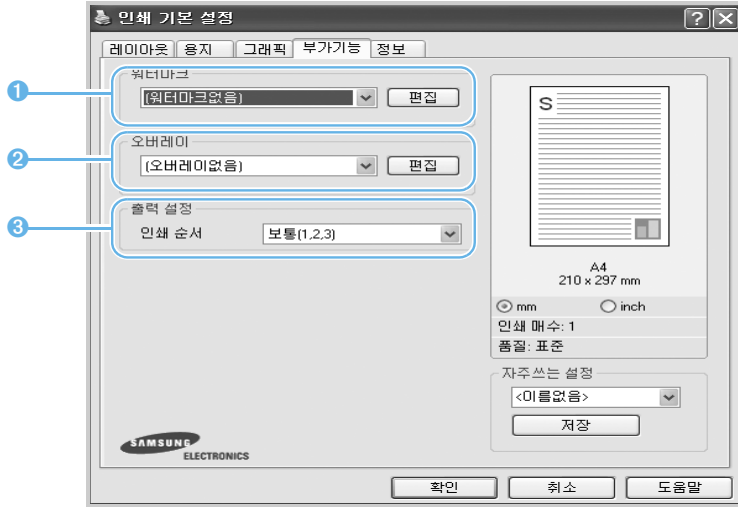 인쇄 기본 설정
레이아웃 용지 그래픽 부가기능 정보
워터마크
1 (워터마크없음) 편집
오버레이
2 (오버레이없음) 편집
출력 설정
3 인쇄 순서 보통(1,2,3)
S
A4
210 x 297 mm
mm inch
인쇄 매수: 1
품질: 표준
자주쓰는 설정
<이름없음>
저장
SAMSUNG
ELECTRONICS
확인 취소 도움말